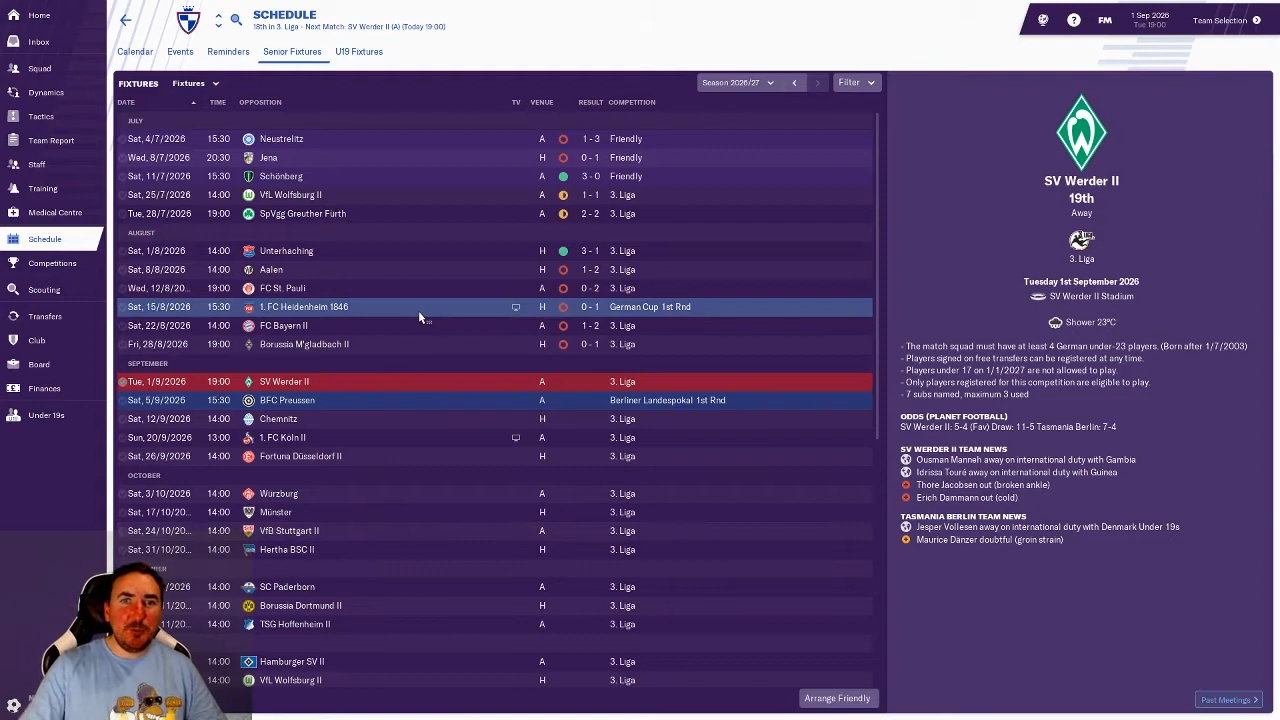 SCHEDULE
18th in 3. Liga - Next Match: SV Werder II (A) (Today 19:00)
FM
1 Sep 2026
Tue 19:00
Team Selection
Home
Inbox
Squad
Dynamics
Tactics
Team Report
Staff
Training
Medical Centre
Schedule
Competitions
Scouting
Transfers
Club
Board
Finances
Under 19s
Calendar Events Reminders Senior Fixtures U19 Fixtures
FIXTURES Fixtures Season 2026/27 Filter
DATE TIME OPPOSITION TV VENUE RESULT COMPETITION
JULY
Sat, 4/7/2026 15:30 Neustrelitz A 1 - 3 Friendly
Wed, 8/7/2026 20:30 Jena H 0 - 1 Friendly
Sat, 11/7/2026 15:30 Schönberg A 3 - 0 Friendly
Sat, 25/7/2026 14:00 VfL Wolfsburg II A 1 - 1 3. Liga
Tue, 28/7/2026 19:00 SpVgg Greuther Fürth A 2 - 2 3. Liga
AUGUST
Sat, 1/8/2026 14:00 Unterhaching H 3 - 1 3. Liga
Sat, 8/8/2026 14:00 Aalen H 1 - 2 3. Liga
Wed, 12/8/20... 19:00 FC St. Pauli A 0 - 2 3. Liga
Sat, 15/8/2026 15:30 1. FC Heidenheim 1846 H 0 - 1 German Cup 1st Rnd
Sat, 22/8/2026 14:00 FC Bayern II A 1 - 2 3. Liga
Fri, 28/8/2026 19:00 Borussia M'gladbach II H 0 - 1 3. Liga
SEPTEMBER
Tue, 1/9/2026 19:00 SV Werder II A 3. Liga
Sat, 5/9/2026 15:30 BFC Preussen A Berliner Landespokal 1st Rnd
Sat, 12/9/2026 14:00 Chemnitz H 3. Liga
Sun, 20/9/2026 13:00 1. FC Köln II A 3. Liga
Sat, 26/9/2026 14:00 Fortuna Düsseldorf II H 3. Liga
OCTOBER
Sat, 3/10/2026 14:00 Würzburg A 3. Liga
Sat, 17/10/20... 14:00 Münster H 3. Liga
Sat, 24/10/20... 14:00 VfB Stuttgart II A 3. Liga
Sat, 31/10/20... 14:00 Hertha BSC II H 3. Liga
14:00 SC Paderborn A 3. Liga
14:00 Borussia Dortmund II H 3. Liga
14:00 TSG Hoffenheim II A 3. Liga
14:00 Hamburger SV II A 3. Liga
14:00 VfL Wolfsburg II H 3. Liga
Arrange Friendly
SV Werder II
19th
Away
3. Liga
Tuesday 1st September 2026
SV Werder II Stadium
Shower 23ºC
- The match squad must have at least 4 German under-23 players. (Born after 1/7/2003)
- Players signed on free transfers can be registered at any time.
- Players under 17 on 1/1/2027 are not allowed to play.
- Only players registered for this competition are eligible to play.
- 7 subs named, maximum 3 used
ODDS (PLANET FOOTBALL)
SV Werder II: 5-4 (Fav) Draw: 11-5 Tasmania Berlin: 7-4
SV WERDER II TEAM NEWS
Ousman Manneh away on international duty with Gambia
Idrissa Touré away on international duty with Guinea
Thore Jacobsen out (broken ankle)
Erich Dammann out (cold)
TASMANIA BERLIN TEAM NEWS
Jesper Vollesen away on international duty with Denmark Under 19s
Maurice Dänzer doubtful (groin strain)
Past Meetings